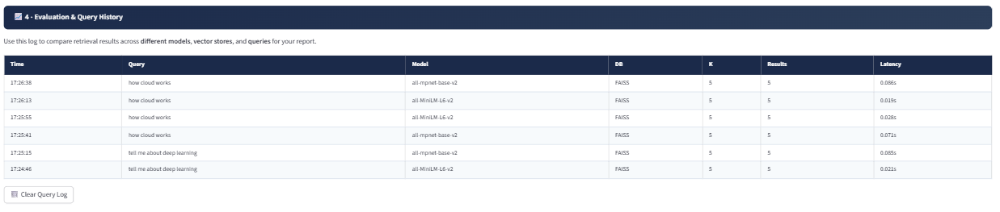 4 - Evaluation & Query History
Use this log to compare retrieval results across different models, vector stores, and queries for your report.
Time Query Model DB K Results Latency
17:26:38 how cloud works all-mpnet-base-v2 FAISS 5 5 0.086s
17:26:13 how cloud works all-MiniLM-L6-v2 FAISS 5 5 0.019s
17:25:55 how cloud works all-MiniLM-L6-v2 FAISS 5 5 0.028s
17:25:41 how cloud works all-mpnet-base-v2 FAISS 5 5 0.071s
17:25:15 tell me about deep learning all-mpnet-base-v2 FAISS 5 5 0.085s
17:24:46 tell me about deep learning all-MiniLM-L6-v2 FAISS 5 5 0.021s
Clear Query Log